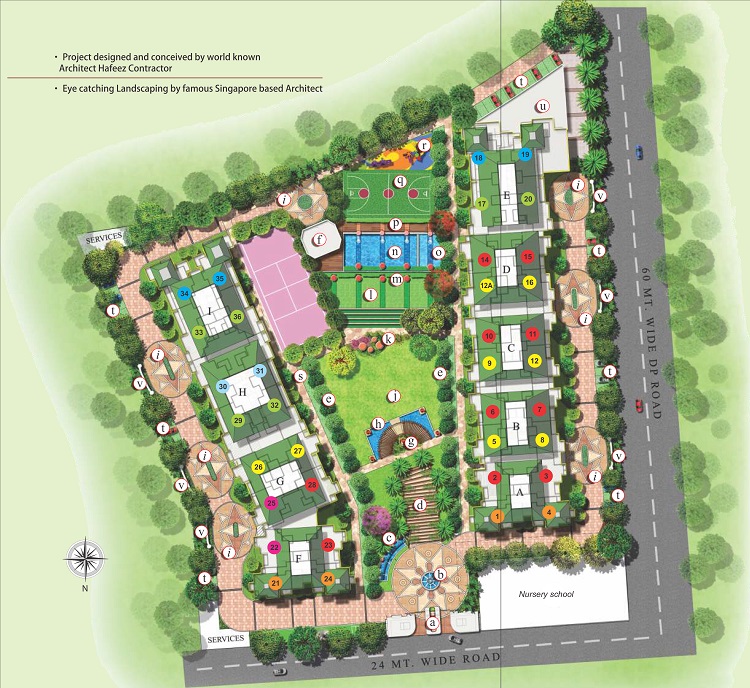 • Project designed and conceived by world known
Architect Hafeez Contractor
• Eye catching Landscaping by famous Singapore based Architect
t
u
r
18
19
q
E
i
i
v
17
20
p
SERVICES
f
n
o
14
D
15
t
m
35
12A
16
34
l
i
v
t
I
36
10
11
33
k
C
60 MT. WIDE DP ROAD
i
9
12
t
31
s
e
v
30
H
e
j
6
7
32
h
B
t
29
g
5
8
27
i
v
26
2
A
3
i
G
28
v
25
d
t
1
4
v
22
23
c
i
F
b
t
21
24
N
Nursery school
a
SERVICES
24 MT. WIDE ROAD